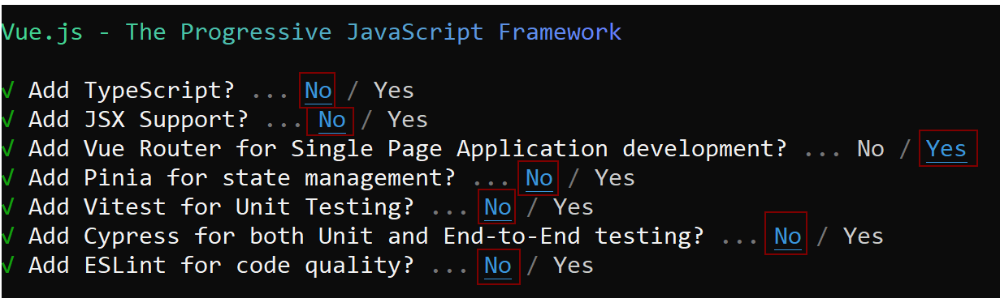 Vue.js - The Progressive JavaScript Framework
√ Add TypeScript? ... No / Yes
√ Add JSX Support? ... No / Yes
√ Add Vue Router for Single Page Application development? ... No / Yes
√ Add Pinia for state management? ... No / Yes
√ Add Vitest for Unit Testing? ... No / Yes
√ Add Cypress for both Unit and End-to-End testing? ... No / Yes
√ Add ESLint for code quality? ... No / Yes